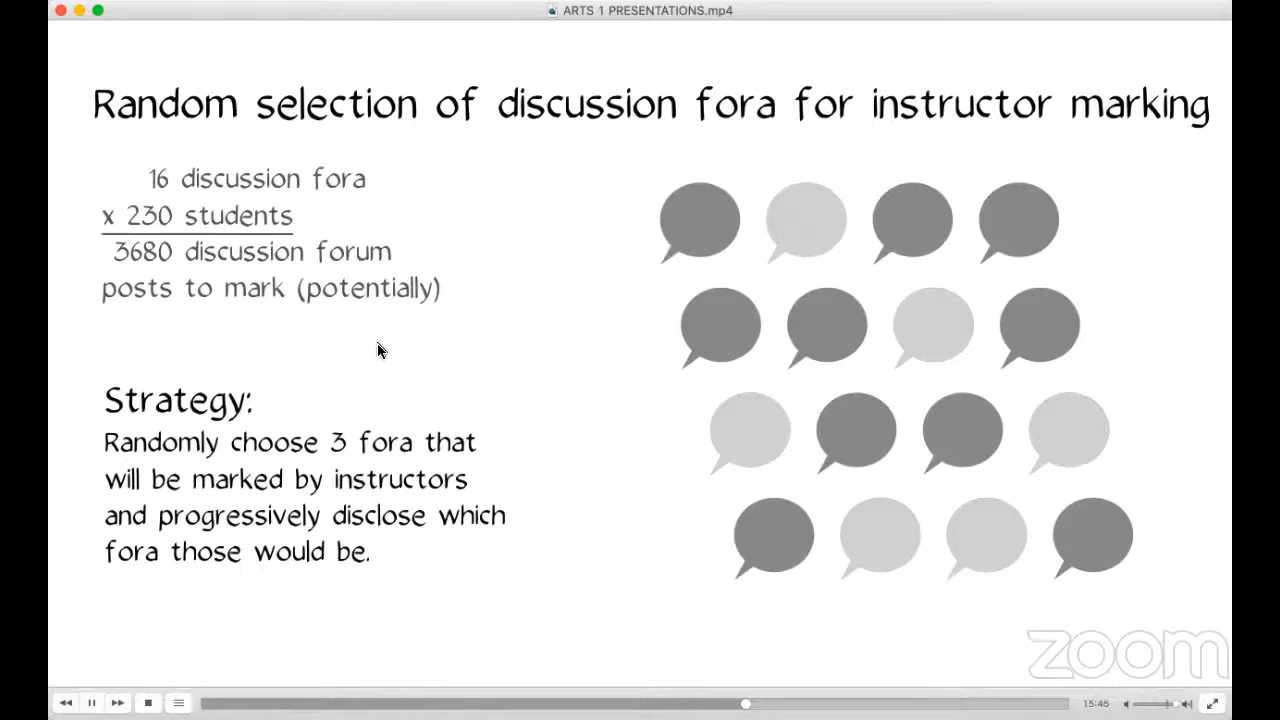 ARTS 1 PRESENTATIONS.mp4
Random selection of discussion fora for instructor marking
16 discussion fora
x 230 students
3680 discussion forum
posts to mark (potentially)
Strategy:
Randomly choose 3 fora that
will be marked by instructors
and progressively disclose which
fora those would be.
zoom
15:45